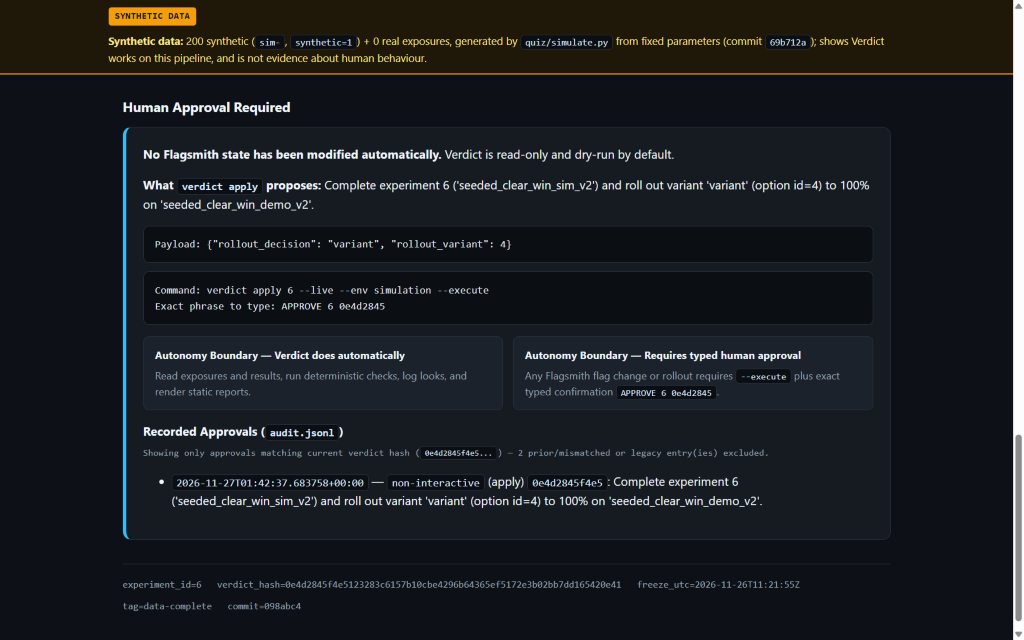 SYNTHETIC DATA
Synthetic data: 200 synthetic ( sim- , synthetic=1 ) + 0 real exposures, generated by quiz/simulate.py from fixed parameters (commit 69b712a ); shows Verdict
works on this pipeline, and is not evidence about human behaviour.
Human Approval Required
No Flagsmith state has been modified automatically. Verdict is read-only and dry-run by default.
What verdict apply proposes: Complete experiment 6 ('seeded_clear_win_sim_v2') and roll out variant 'variant' (option id=4) to 100%
on 'seeded_clear_win_demo_v2'.
Payload: {"rollout_decision": "variant", "rollout_variant": 4}
Command: verdict apply 6 --live --env simulation --execute
Exact phrase to type: APPROVE 6 0e4d2845
Autonomy Boundary — Verdict does automatically
Read exposures and results, run deterministic checks, log looks, and
render static reports.
Autonomy Boundary — Requires typed human approval
Any Flagsmith flag change or rollout requires --execute plus exact
typed confirmation APPROVE 6 0e4d2845 .
Recorded Approvals ( audit.jsonl )
Showing only approvals matching current verdict hash ( 0e4d2845f4e5... ) — 2 prior/mismatched or legacy entry(ies) excluded.
• 2026-11-27T01:42:37.683758+00:00 — non-interactive (apply) 0e4d2845f4e5 : Complete experiment 6
('seeded_clear_win_sim_v2') and roll out variant 'variant' (option id=4) to 100% on 'seeded_clear_win_demo_v2'.
experiment_id=6 verdict_hash=0e4d2845f4e5123283c6157b10cbe4296b64365ef5172e3b02bb7dd165420e41 freeze_utc=2026-11-26T11:21:55Z
tag=data-complete commit=098abc4